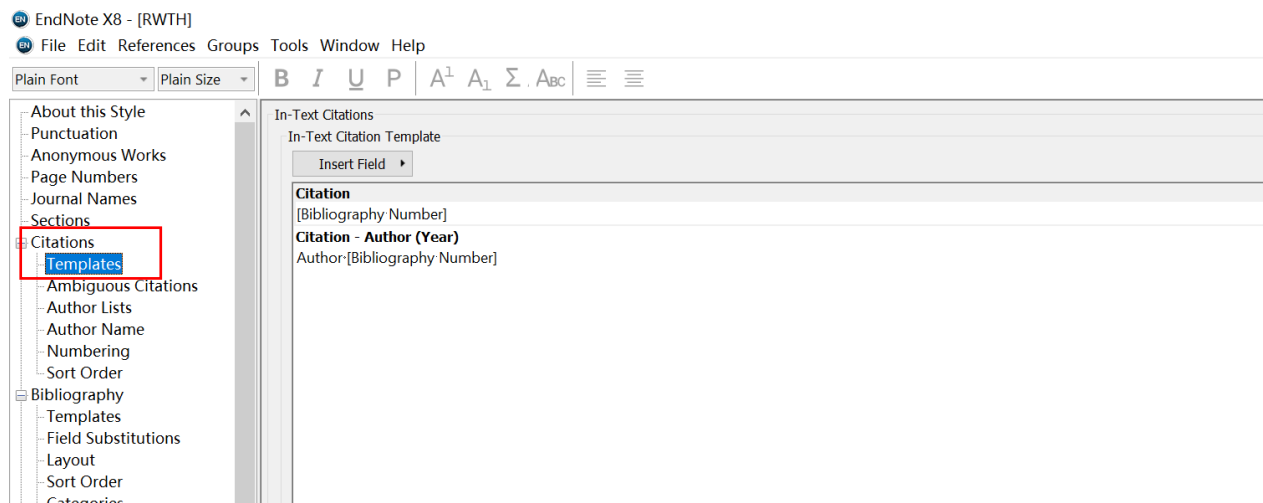 EndNote X8 - [RWTH]
File Edit References Groups Tools Window Help
Plain Font Plain Size B I U P A1 A1 Σ ABC
About this Style
Punctuation
Anonymous Works
Page Numbers
Journal Names
Sections
Citations
Templates
Ambiguous Citations
Author Lists
Author Name
Numbering
Sort Order
Bibliography
Templates
Field Substitutions
Layout
Sort Order
Categories
In-Text Citations
In-Text Citation Template
Insert Field
Citation
[Bibliography·Number]
Citation - Author (Year)
Author·[Bibliography·Number]